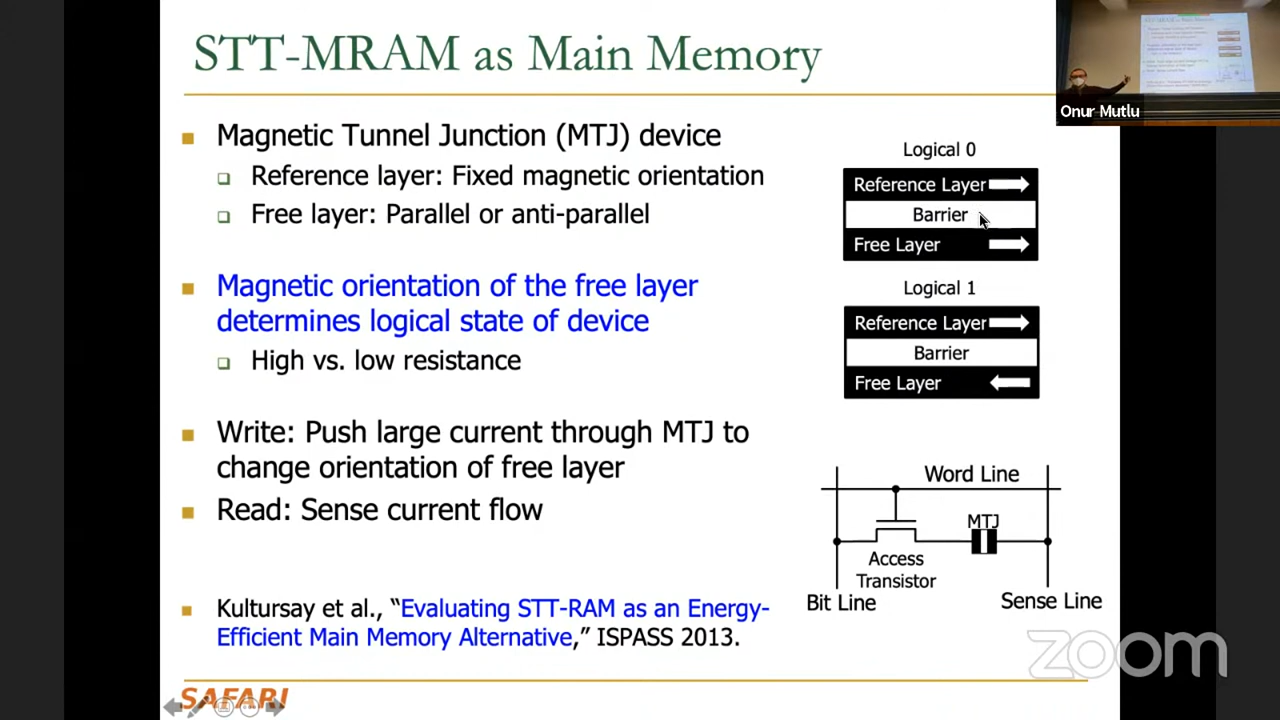 STT-MRAM as Main Memory
Onur Mutlu
Magnetic Tunnel Junction (MTJ) device
Reference layer: Fixed magnetic orientation
Free layer: Parallel or anti-parallel
Magnetic orientation of the free layer
determines logical state of device
High vs. low resistance
Write: Push large current through MTJ to
change orientation of free layer
Read: Sense current flow
Kultursay et al., “Evaluating STT-RAM as an Energy-
Efficient Main Memory Alternative,” ISPASS 2013.
Logical 0
Reference Layer
Barrier
Free Layer
Logical 1
Reference Layer
Barrier
Free Layer
Word Line
MTJ
Access
Transistor
Bit Line
Sense Line
zoom
SAFARI